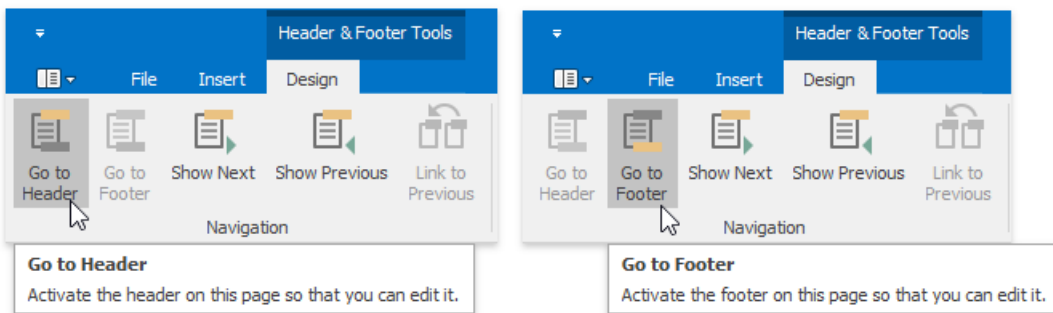 Header & Footer Tools
File Insert Design
Go to Header
Go to Footer
Show Next
Show Previous
Link to Previous
Navigation
Go to Header
Activate the header on this page so that you can edit it.
Header & Footer Tools
File Insert Design
Go to Header
Go to Footer
Show Next
Show Previous
Link to Previous
Navigation
Go to Footer
Activate the footer on this page so that you can edit it.